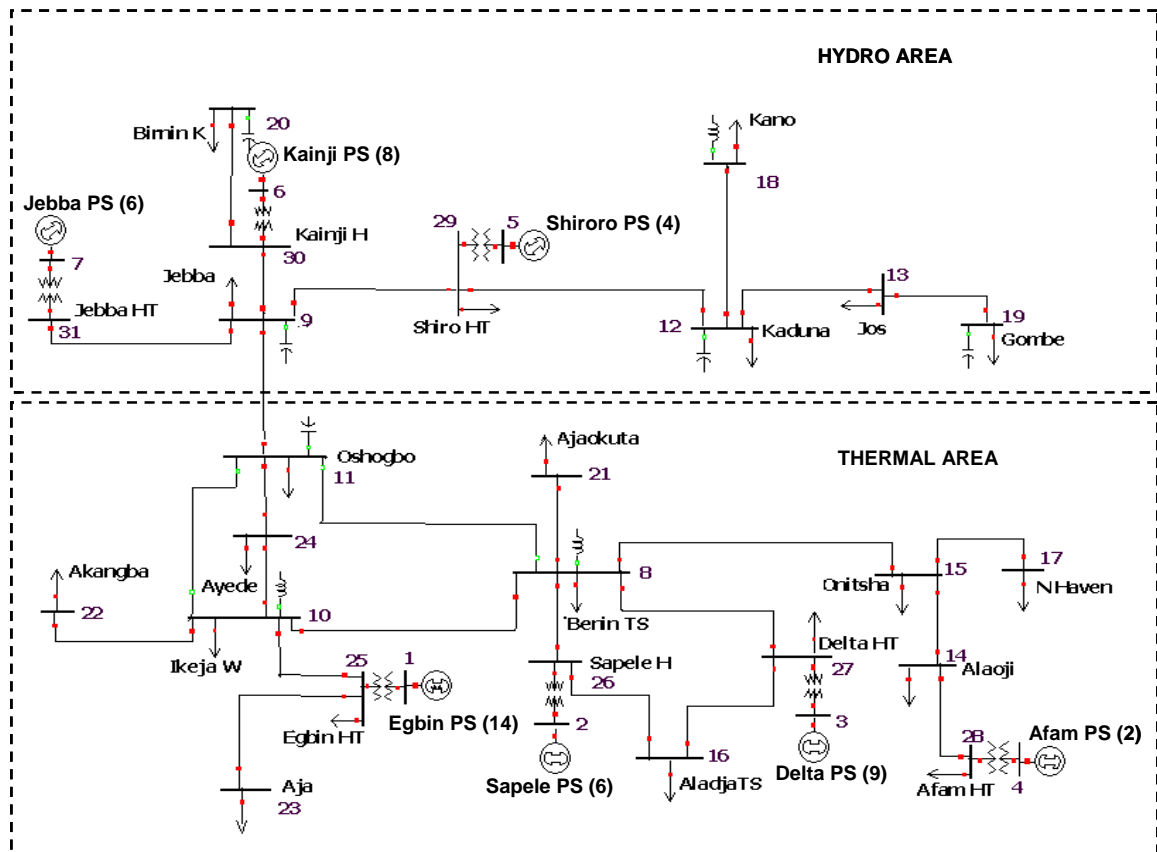 HYDRO AREA
20
Birnin K
Kainji PS (8)
Kano
6
18
Jebba PS (6)
29
5
Shiroro PS (4)
7
Kainji H
30
13
Jebba
Jebba HT
9
Shiro HT
12
Kaduna
Jos
19
31
Gombe
Oshogbo
11
Ajaokuta
THERMAL AREA
21
24
Akangba
Ayede
8
15
17
Onitsha
N Haven
22
10
Benin TS
Ikeja W
Delta HT
25
1
Sapele H
27
14
26
Alaoji
Egbin HT
Egbin PS (14)
2
3
28
Afam PS (2)
16
Sapele PS (6)
Aladja TS
Delta PS (9)
Afam HT
4
Aja
23